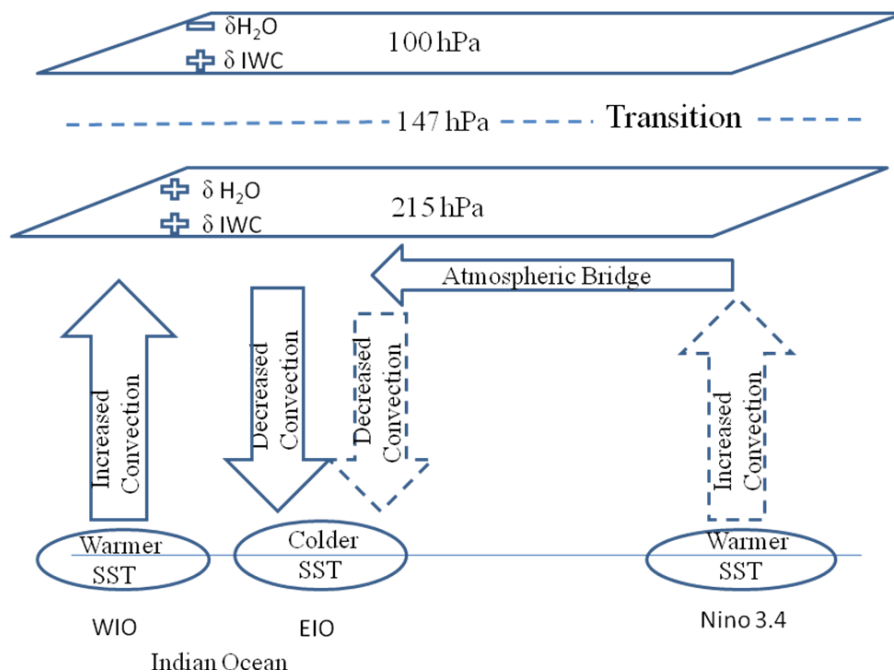 δH₂O
δ IWC
100 hPa
147 hPa
Transition
δ H₂O
δ IWC
215 hPa
Atmospheric Bridge
Increased
Convection
Decreased
Convection
Decreased
Convection
Increased
Convection
Warmer
SST
Colder
SST
Warmer
SST
WIO
EIO
Nino 3.4
Indian Ocean